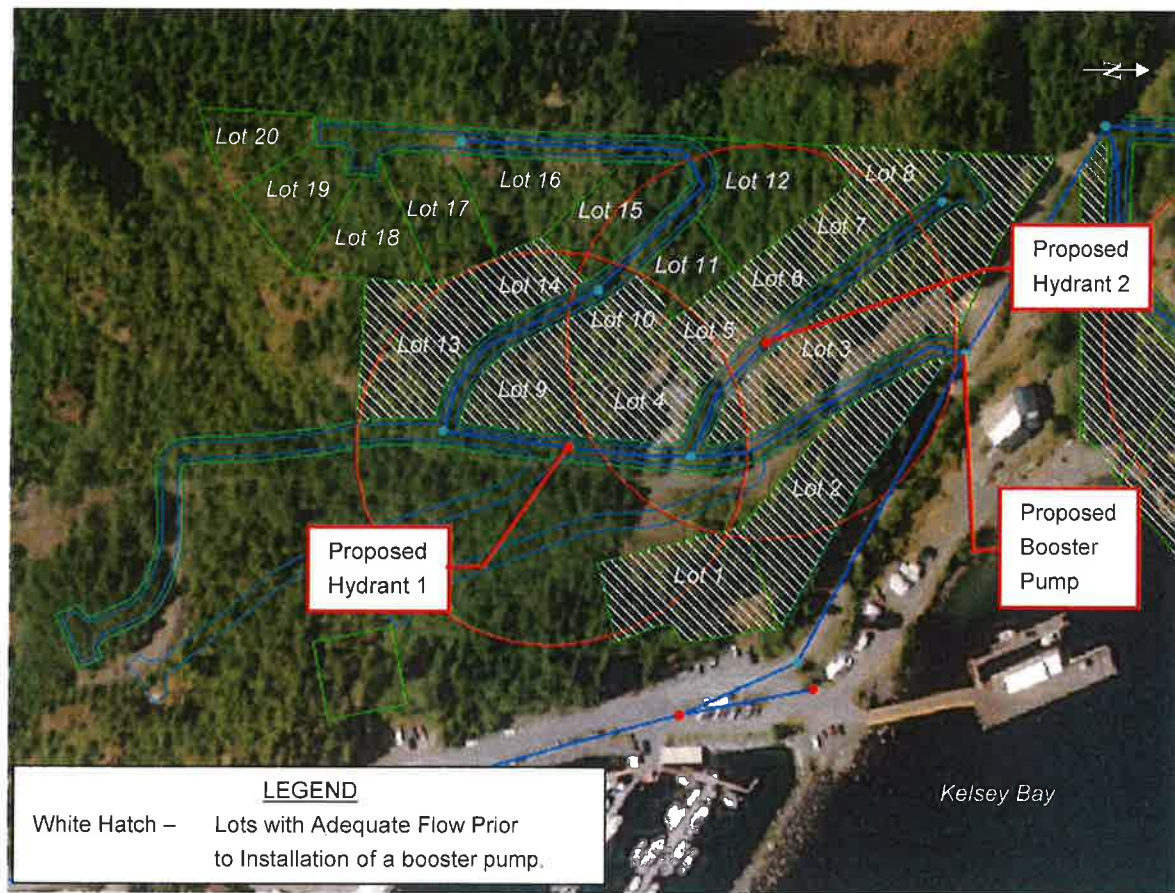 N
Lot 20
Lot 19
Lot 18
Lot 17
Lot 16
Lot 15
Lot 12
Lot 11
Lot 8
Lot 7
Lot 6
Lot 5
Lot 3
Lot 14
Lot 13
Lot 10
Lot 9
Lot 4
Lot 2
Lot 1
Proposed
Hydrant 2
Proposed
Hydrant 1
Proposed
Booster
Pump
Kelsey Bay
LEGEND
White Hatch – Lots with Adequate Flow Prior
to Installation of a booster pump.